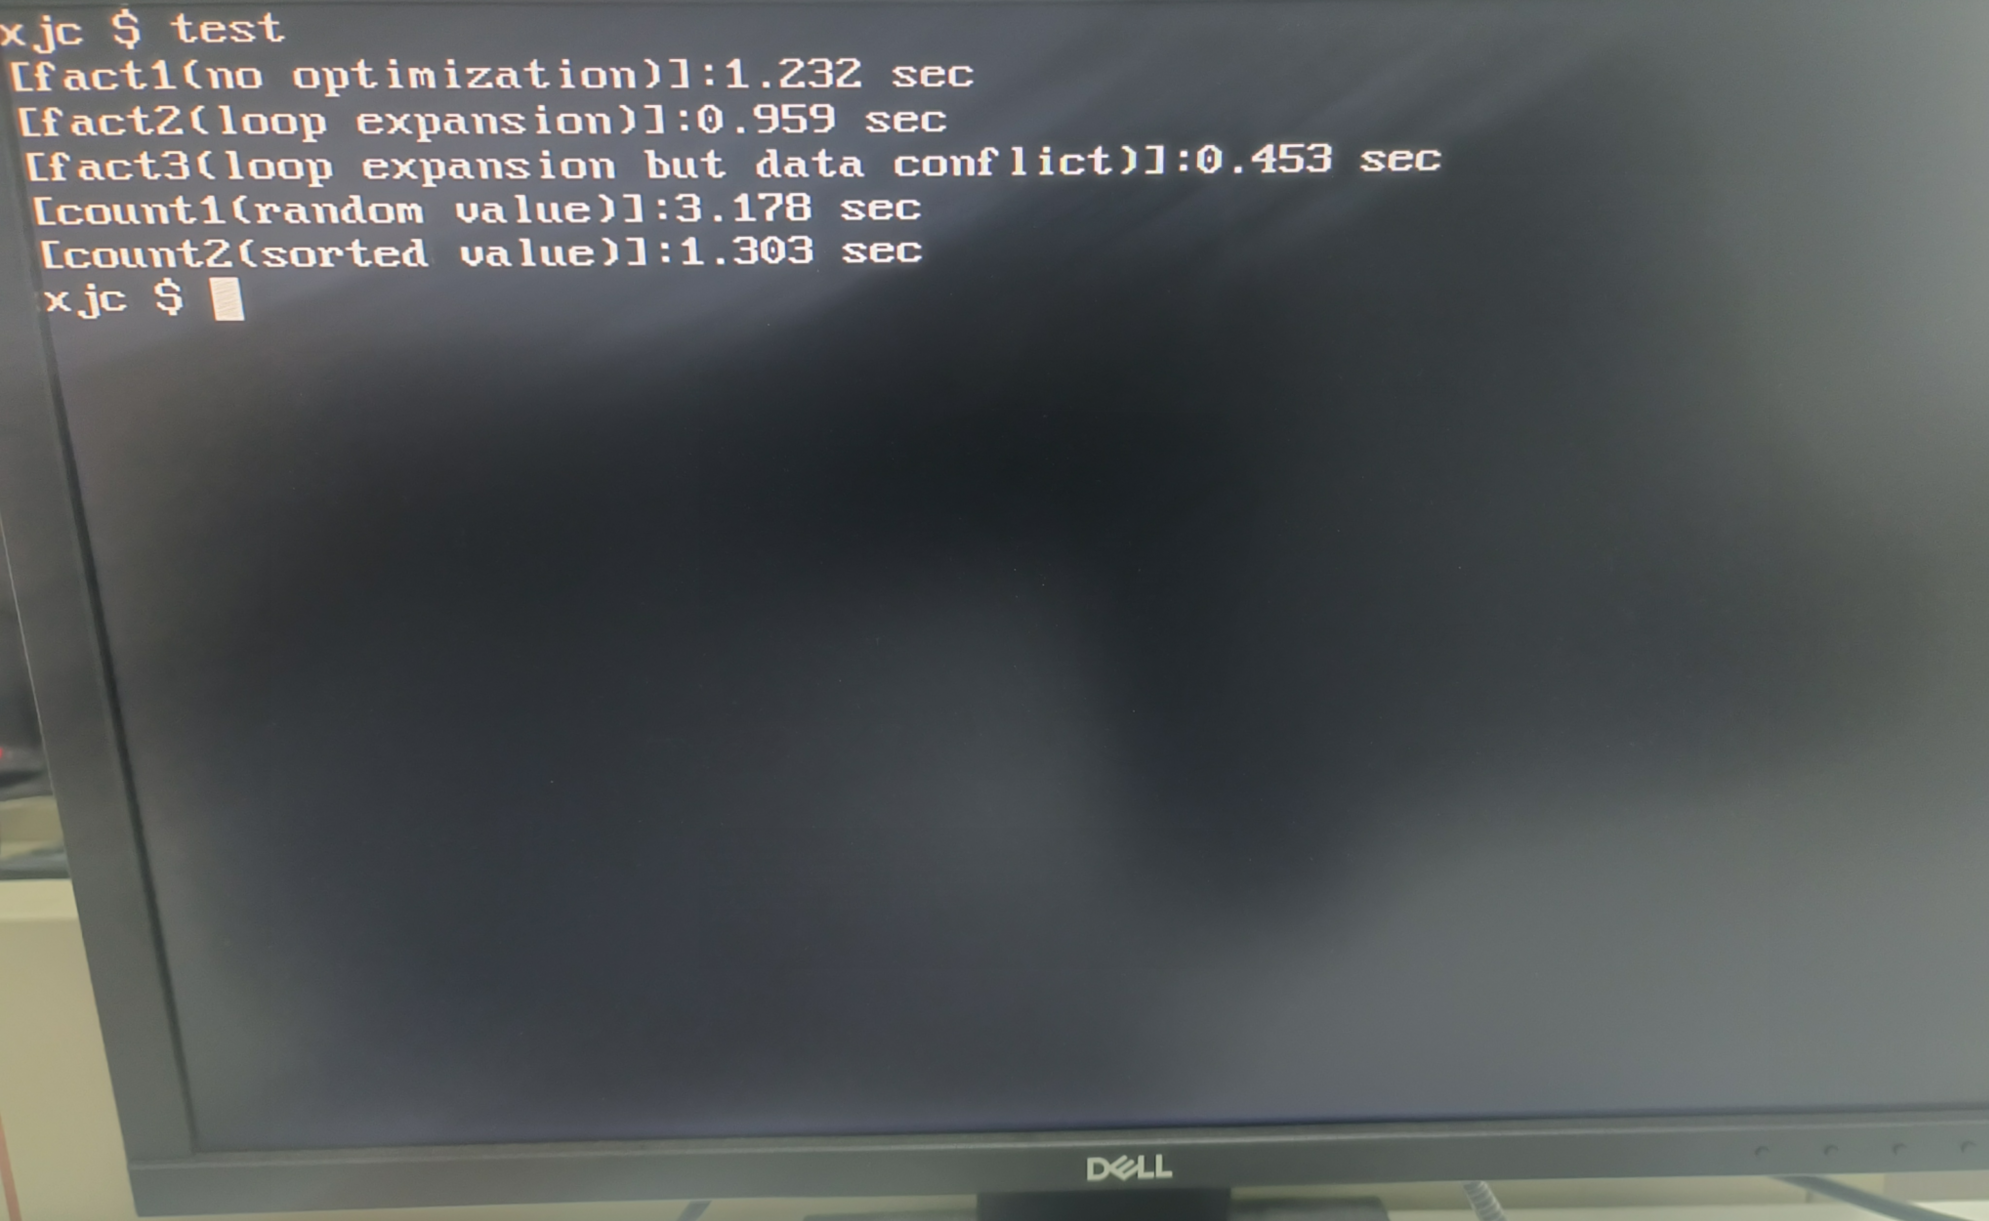 xjc $ test
[fact1(no optimization)]:1.232 sec
[fact2(loop expansion)]:0.959 sec
[fact3(loop expansion but data conflict)]:0.453 sec
[count1(random value)]:3.178 sec
[count2(sorted value)]:1.303 sec
xjc $
DELL